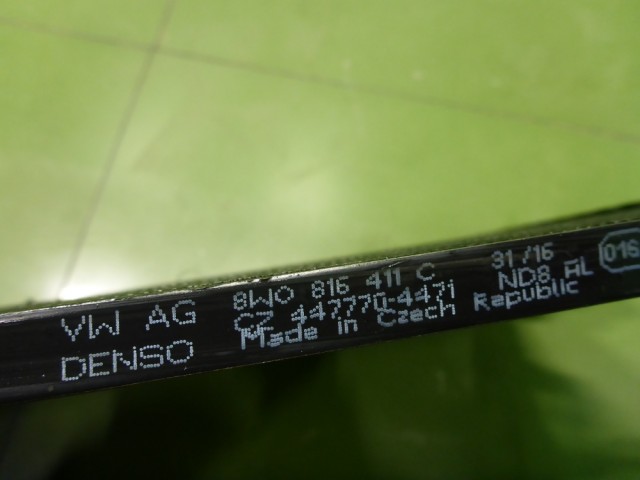 VW AG 8W0 816 411 C 31/16 016
CZ 447770-4471 ND8 AL
DENSO Made in Czech Republic